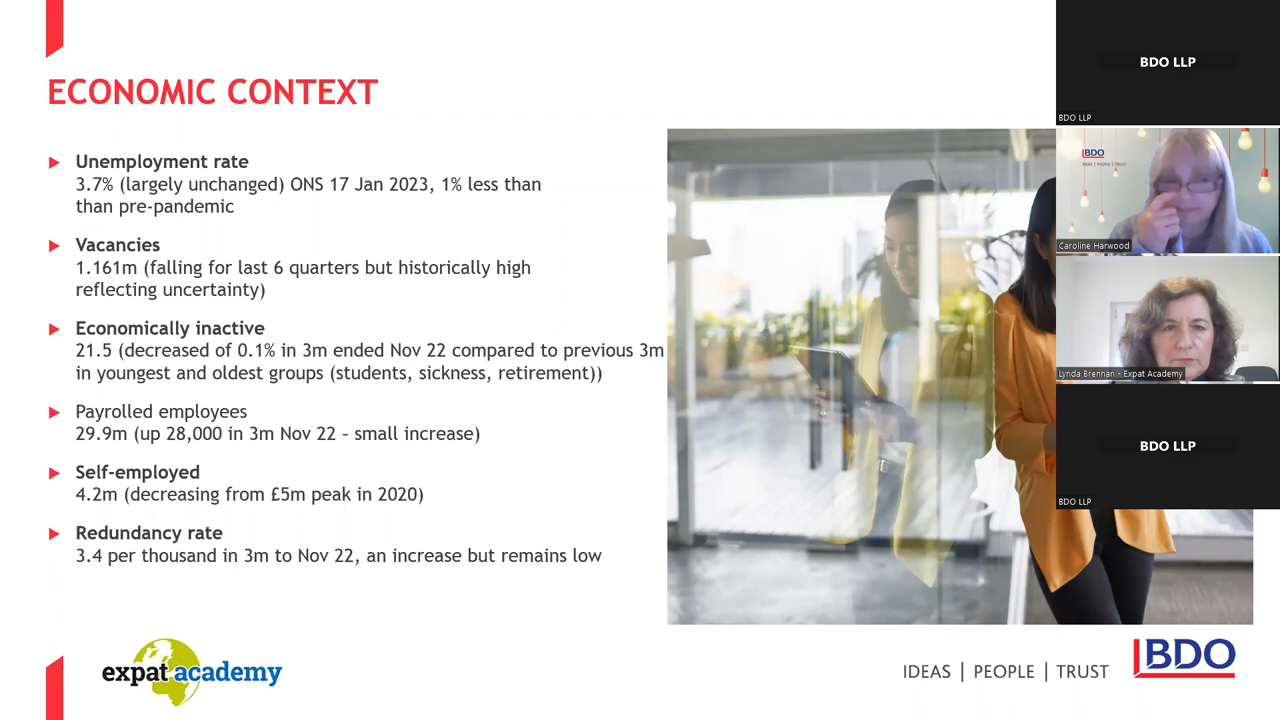 ECONOMIC CONTEXT
Unemployment rate
3.7% (largely unchanged) ONS 17 Jan 2023, 1% less than
than pre-pandemic
Vacancies
1.161m (falling for last 6 quarters but historically high
reflecting uncertainty)
Economically inactive
21.5 (decreased of 0.1% in 3m ended Nov 22 compared to previous 3m
in youngest and oldest groups (students, sickness, retirement))
Payrolled employees
29.9m (up 28,000 in 3m Nov 22 – small increase)
Self-employed
4.2m (decreasing from £5m peak in 2020)
Redundancy rate
3.4 per thousand in 3m to Nov 22, an increase but remains low
expat academy
IDEAS | PEOPLE | TRUST
BDO
BDO LLP
BDO LLP
BDO
IDEAS | PEOPLE | TRUST
Caroline Harwood
Lynda Brennan - Expat Academy
BDO LLP
BDO LLP